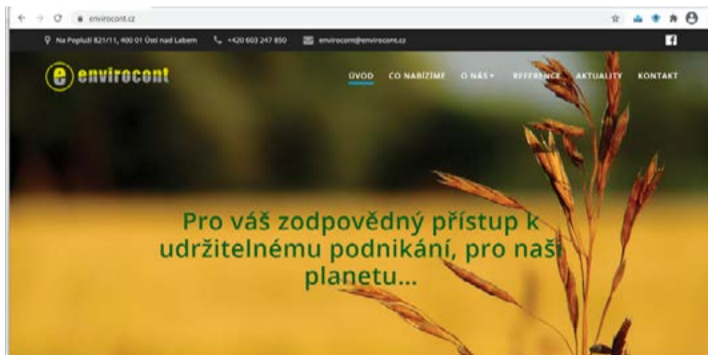 envirocont.cz
Na Popluží 821/11, 400 01 Ústí nad Labem +420 603 247 850 envirocont@envirocont.cz
e envirocont ÚVOD CO NABÍZÍME O NÁS REFERENCE AKTUALITY KONTAKT
Pro váš zodpovědný přístup k
udržitelnému podnikání, pro naši
planetu...